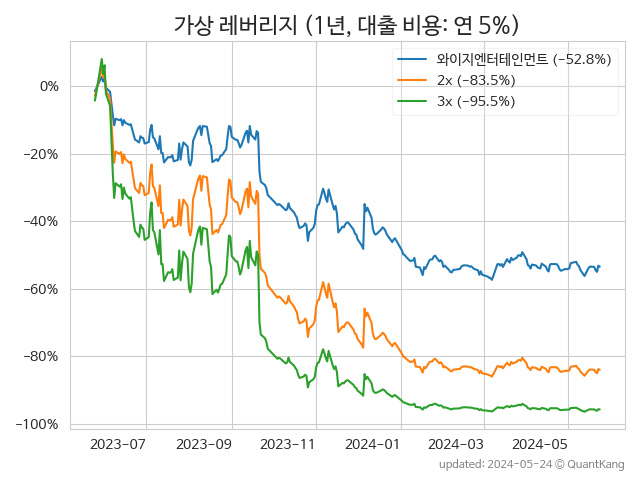 가상 레버리지 (1년, 대출 비용: 연 5%)
와이지엔터테인먼트 (−52.8%)
2x (−83.5%)
3x (−95.5%)
0%
−20%
−40%
−60%
−80%
−100%
2023-07 2023-09 2023-11 2024-01 2024-03 2024-05
updated: 2024-05-24 © QuantKang